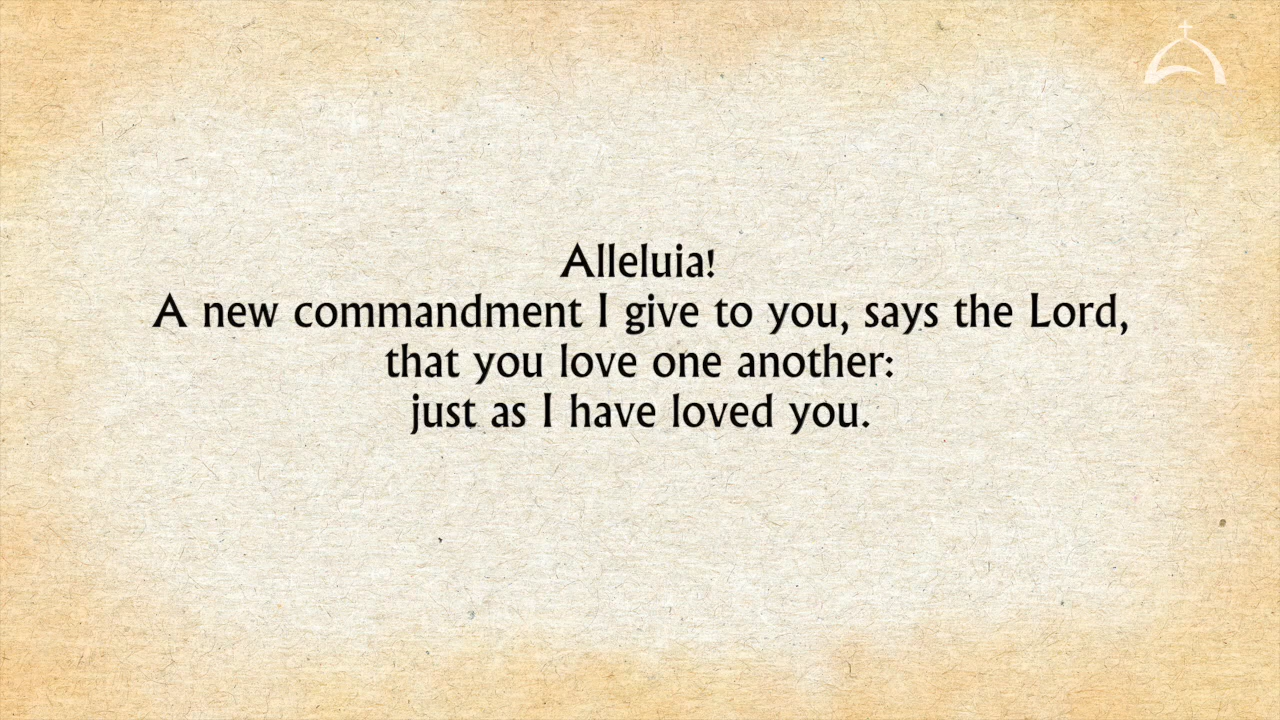 Alleluia!
A new commandment I give to you, says the Lord,
that you love one another:
just as I have loved you.